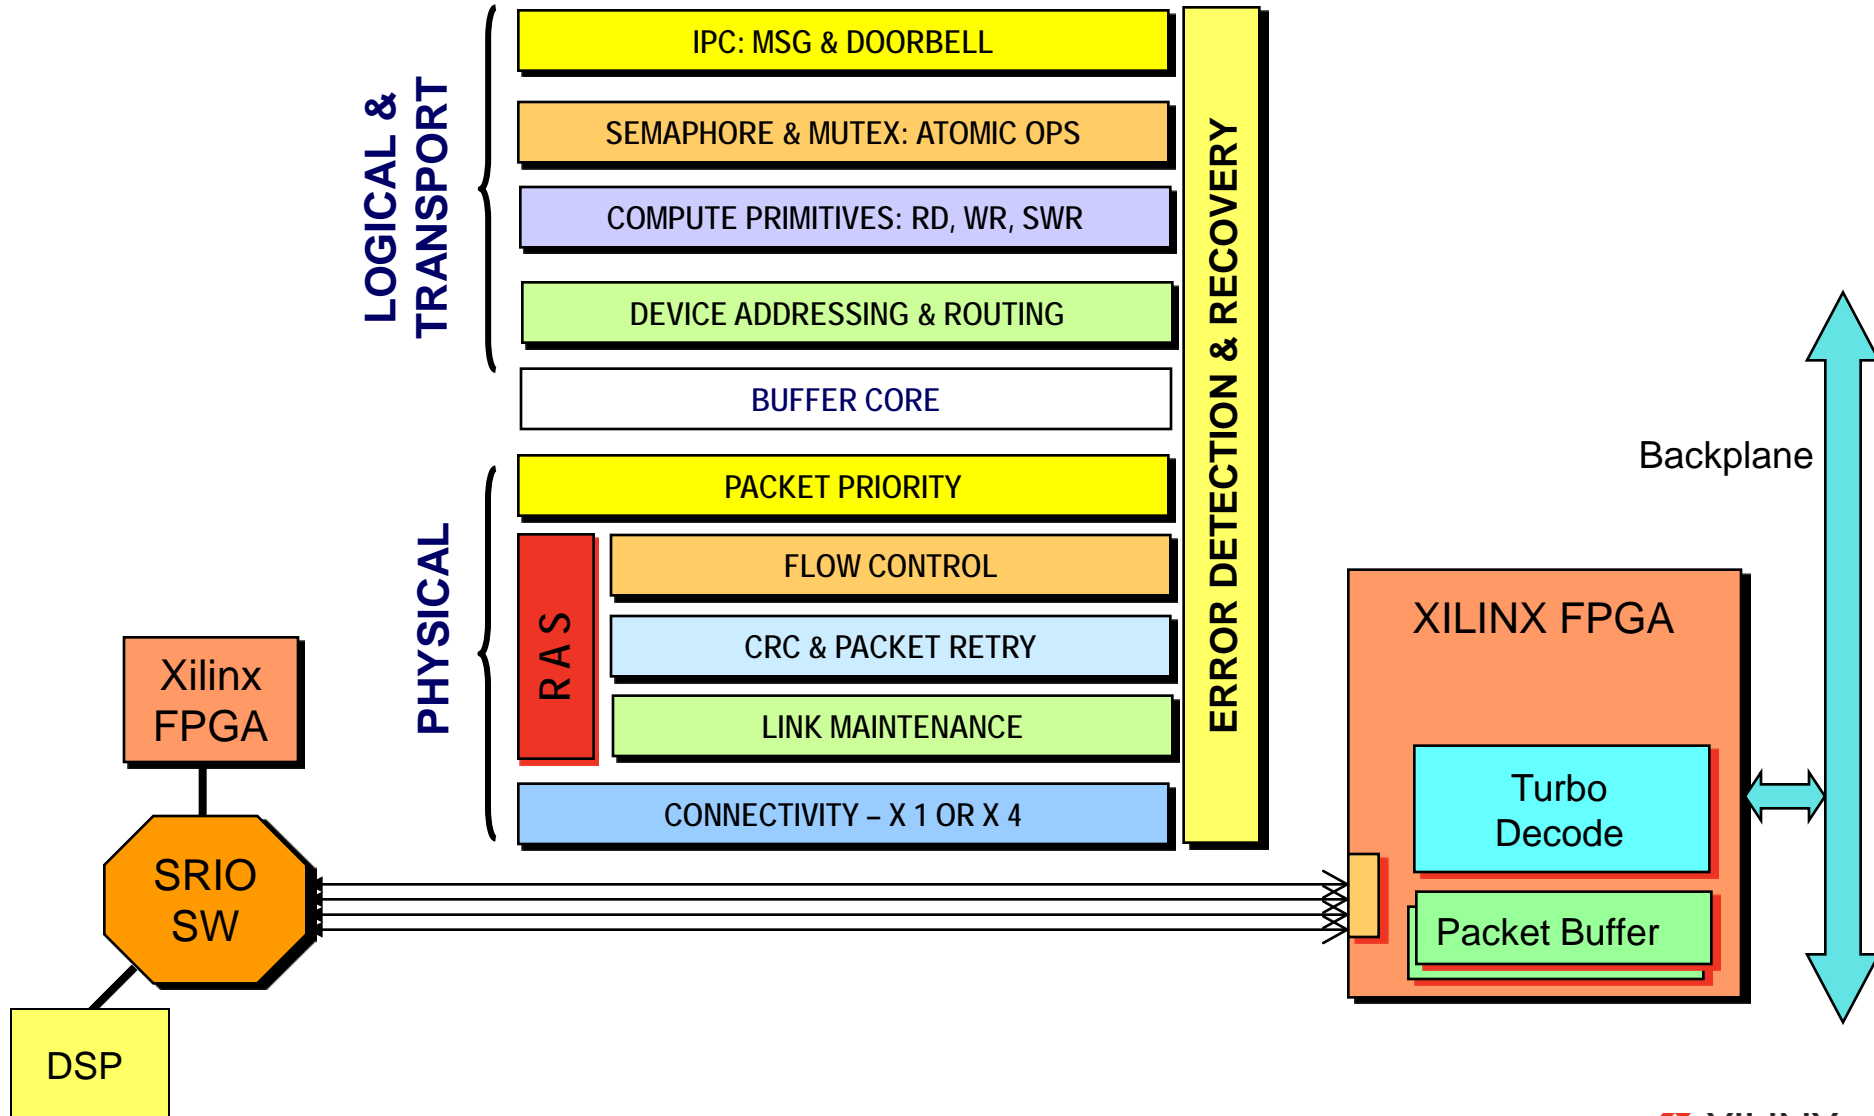 LOGICAL &
TRANSPORT
IPC: MSG & DOORBELL
SEMAPHORE & MUTEX: ATOMIC OPS
COMPUTE PRIMITIVES: RD, WR, SWR
DEVICE ADDRESSING & ROUTING
BUFFER CORE
PHYSICAL
PACKET PRIORITY
RAS
FLOW CONTROL
CRC & PACKET RETRY
LINK MAINTENANCE
CONNECTIVITY – X 1 OR X 4
ERROR DETECTION & RECOVERY
Xilinx
FPGA
SRIO
SW
DSP
Backplane
XILINX FPGA
Turbo
Decode
Packet Buffer